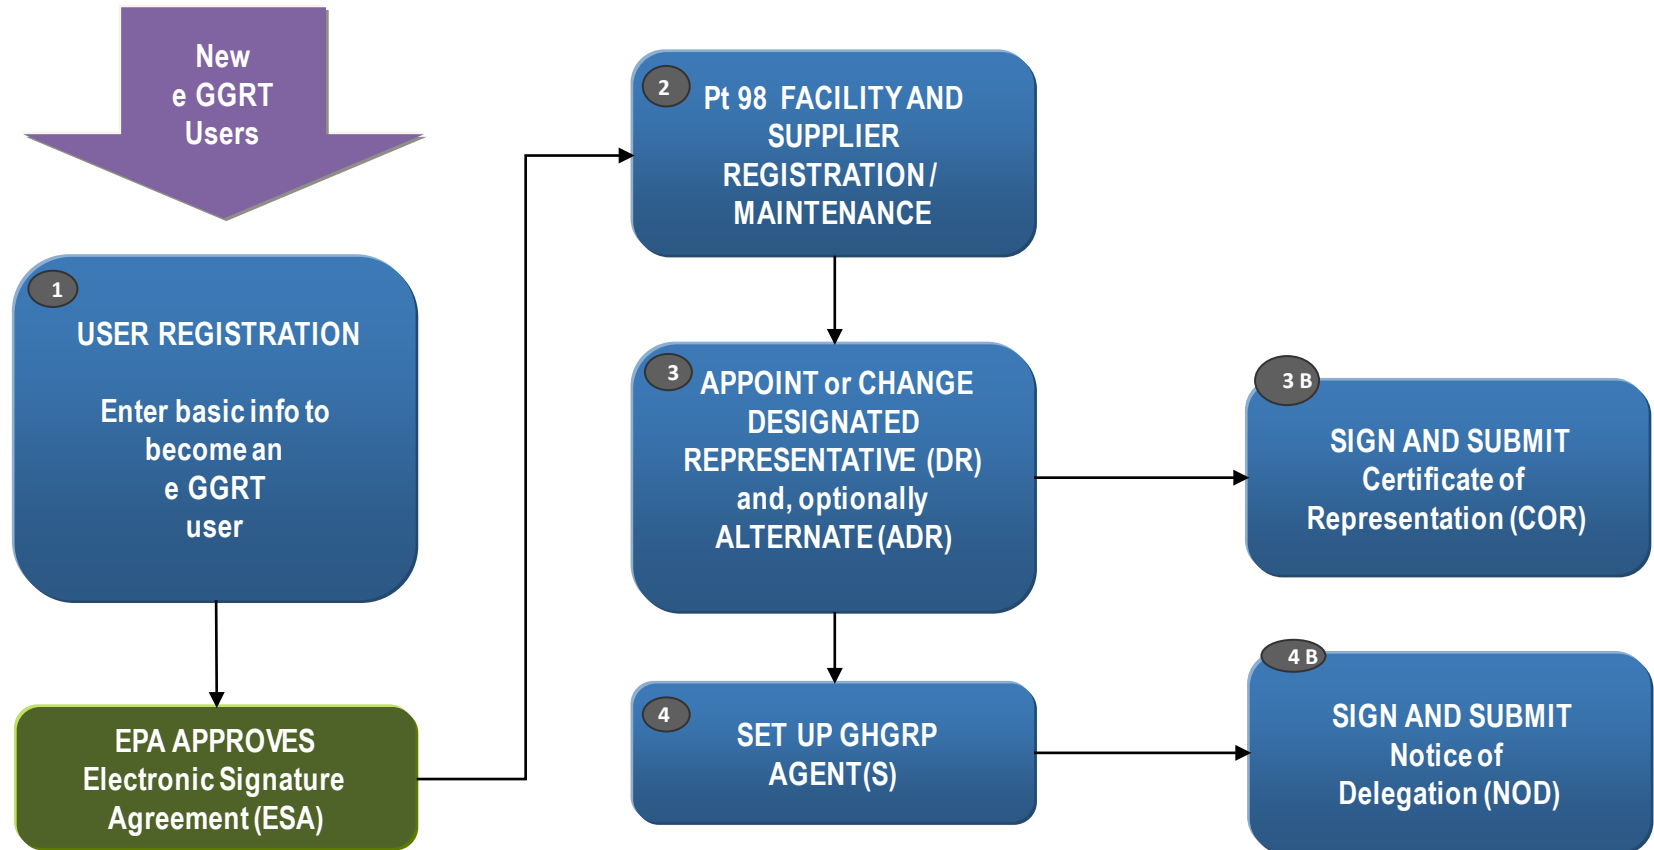 New
e GGRT
Users
1
USER REGISTRATION
Enter basic info to
become an
e GGRT
user
EPA APPROVES
Electronic Signature
Agreement (ESA)
2
Pt 98 FACILITY AND
SUPPLIER
REGISTRATION /
MAINTENANCE
3
APPOINT or CHANGE
DESIGNATED
REPRESENTATIVE (DR)
and, optionally
ALTERNATE (ADR)
3 B
SIGN AND SUBMIT
Certificate of
Representation (COR)
4
SET UP GHGRP
AGENT(S)
4 B
SIGN AND SUBMIT
Notice of
Delegation (NOD)